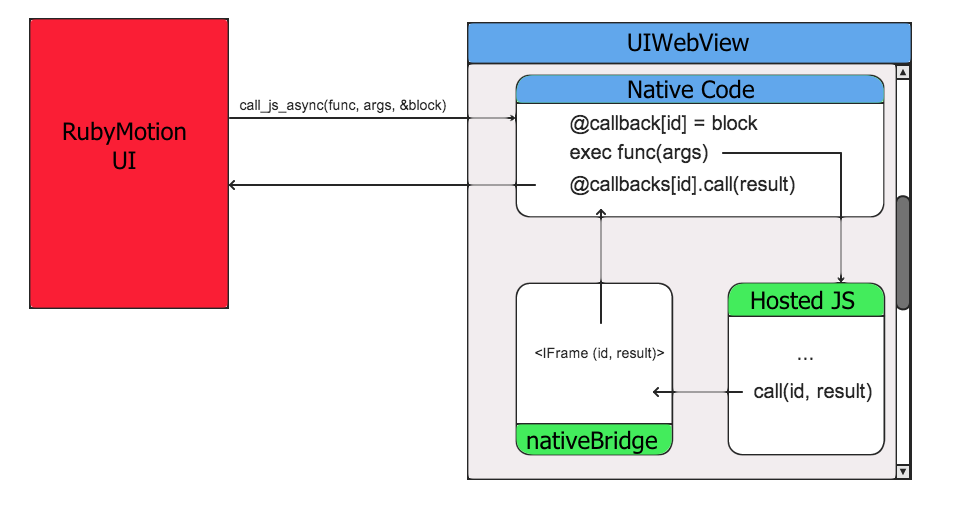 UIWebView
RubyMotion
UI
call_js_async(func, args, &block)
Native Code
@callback[id] = block
exec func(args)
@callbacks[id].call(result)
<IFrame (id, result)>
nativeBridge
Hosted JS
...
call(id, result)